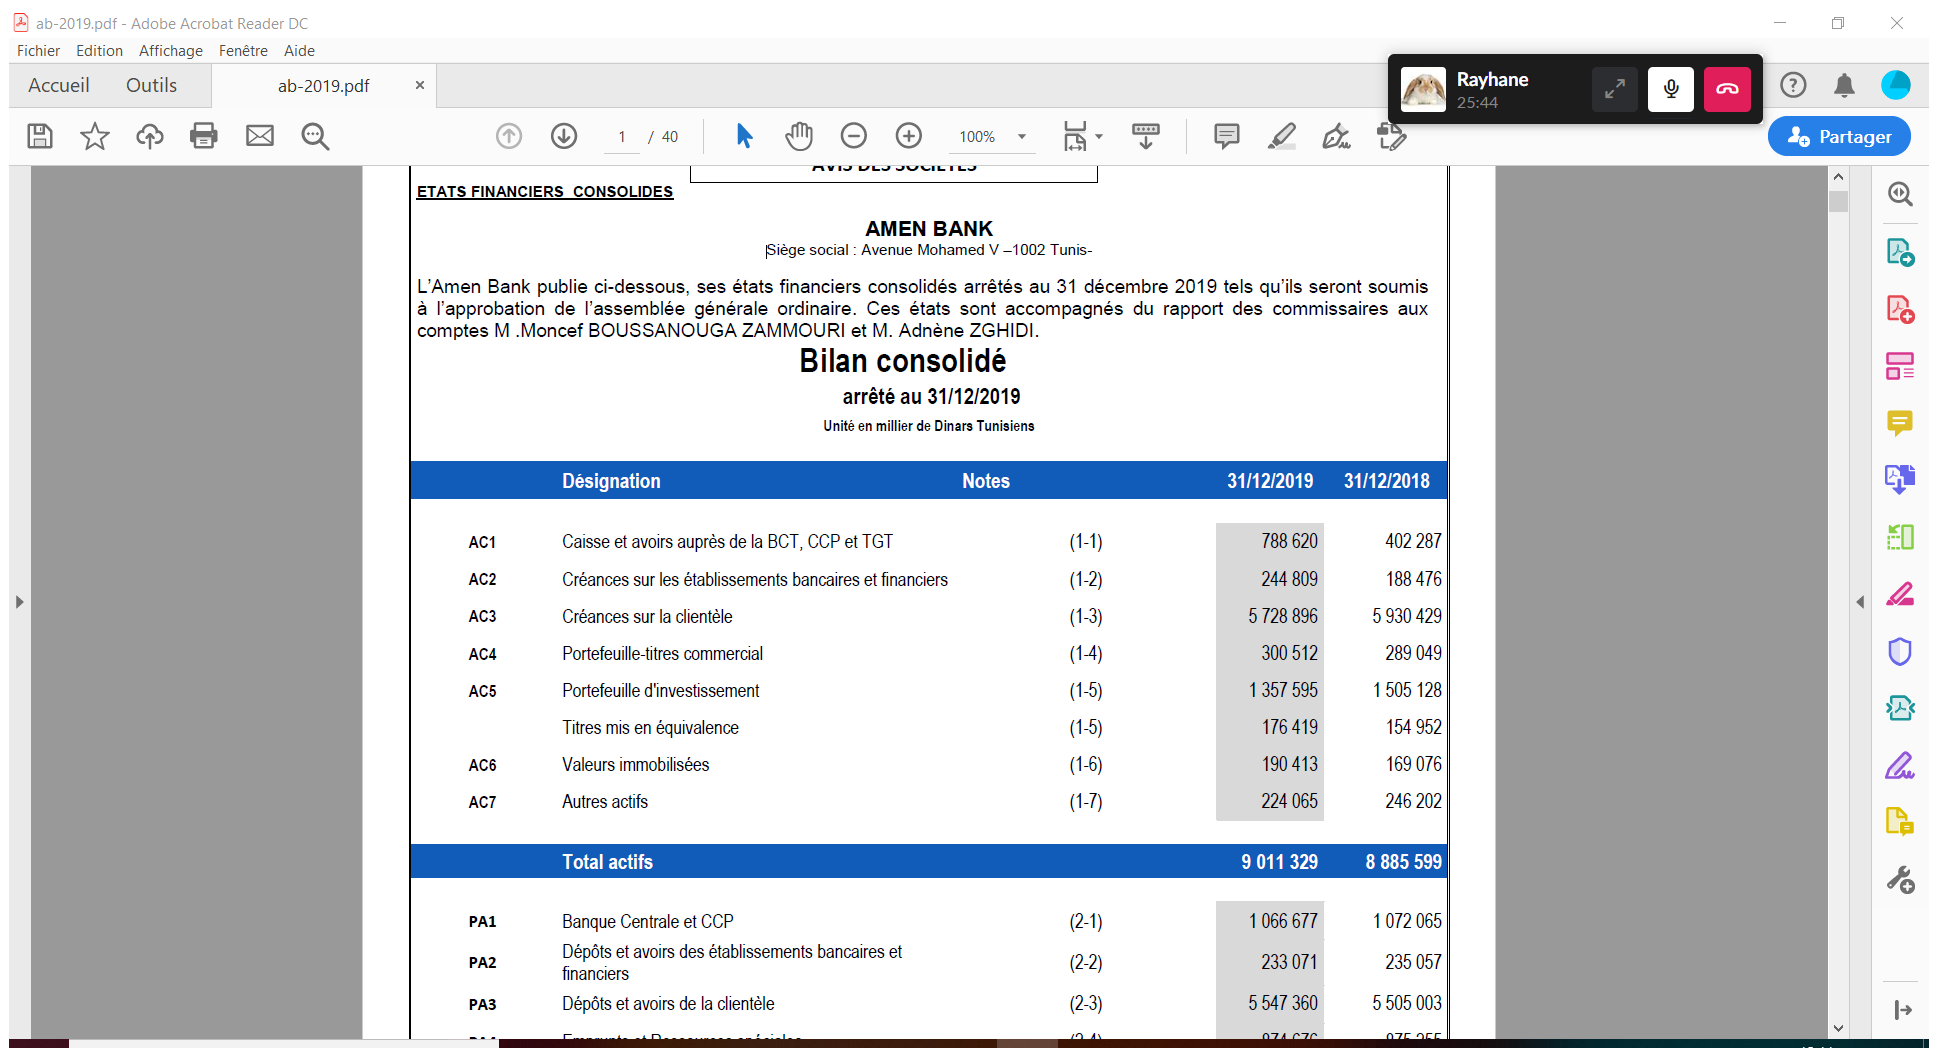 ab-2019.pdf - Adobe Acrobat Reader DC
Fichier Edition Affichage Fenêtre Aide
Accueil Outils ab-2019.pdf ×
Rayhane
25:44
1 / 40 100% Partager
AVIS DES SOCIETES
ETATS FINANCIERS CONSOLIDES
AMEN BANK
Siège social : Avenue Mohamed V –1002 Tunis-
L'Amen Bank publie ci-dessous, ses états financiers consolidés arrêtés au 31 décembre 2019 tels qu'ils seront soumis
à l'approbation de l'assemblée générale ordinaire. Ces états sont accompagnés du rapport des commissaires aux
comptes M .Moncef BOUSSANOUGA ZAMMOURI et M. Adnène ZGHIDI.
Bilan consolidé
arrêté au 31/12/2019
Unité en millier de Dinars Tunisiens
Désignation Notes 31/12/2019 31/12/2018
AC1 Caisse et avoirs auprès de la BCT, CCP et TGT (1-1) 788 620 402 287
AC2 Créances sur les établissements bancaires et financiers (1-2) 244 809 188 476
AC3 Créances sur la clientèle (1-3) 5 728 896 5 930 429
AC4 Portefeuille-titres commercial (1-4) 300 512 289 049
AC5 Portefeuille d'investissement (1-5) 1 357 595 1 505 128
Titres mis en équivalence (1-5) 176 419 154 952
AC6 Valeurs immobilisées (1-6) 190 413 169 076
AC7 Autres actifs (1-7) 224 065 246 202
Total actifs 9 011 329 8 885 599
PA1 Banque Centrale et CCP (2-1) 1 066 677 1 072 065
PA2 Dépôts et avoirs des établissements bancaires et
financiers (2-2) 233 071 235 057
PA3 Dépôts et avoirs de la clientèle (2-3) 5 547 360 5 505 003
Emprunts et Ressources spéciales